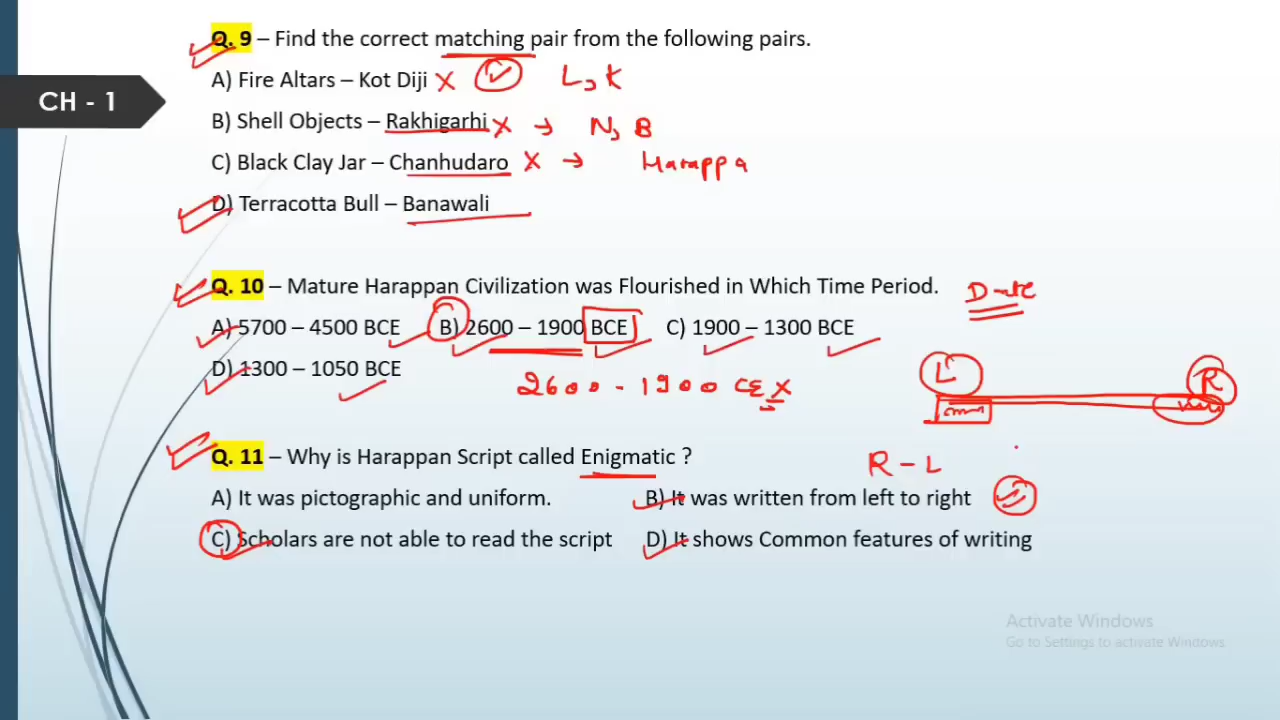 Q. 9 – Find the correct matching pair from the following pairs.
A) Fire Altars – Kot Diji X L, K
CH - 1
B) Shell Objects – Rakhigarhi X → N, B
C) Black Clay Jar – Chanhudaro X → Harappa
D) Terracotta Bull – Banawali
Q. 10 – Mature Harappan Civilization was Flourished in Which Time Period. Date
A) 5700 – 4500 BCE B) 2600 – 1900 BCE C) 1900 – 1300 BCE
D) 1300 – 1050 BCE
2600 - 1900 CE X
L R
Q. 11 – Why is Harappan Script called Enigmatic ?
R - L
A) It was pictographic and uniform. B) It was written from left to right
C) Scholars are not able to read the script D) It shows Common features of writing
Activate Windows
Go to Settings to activate Windows.